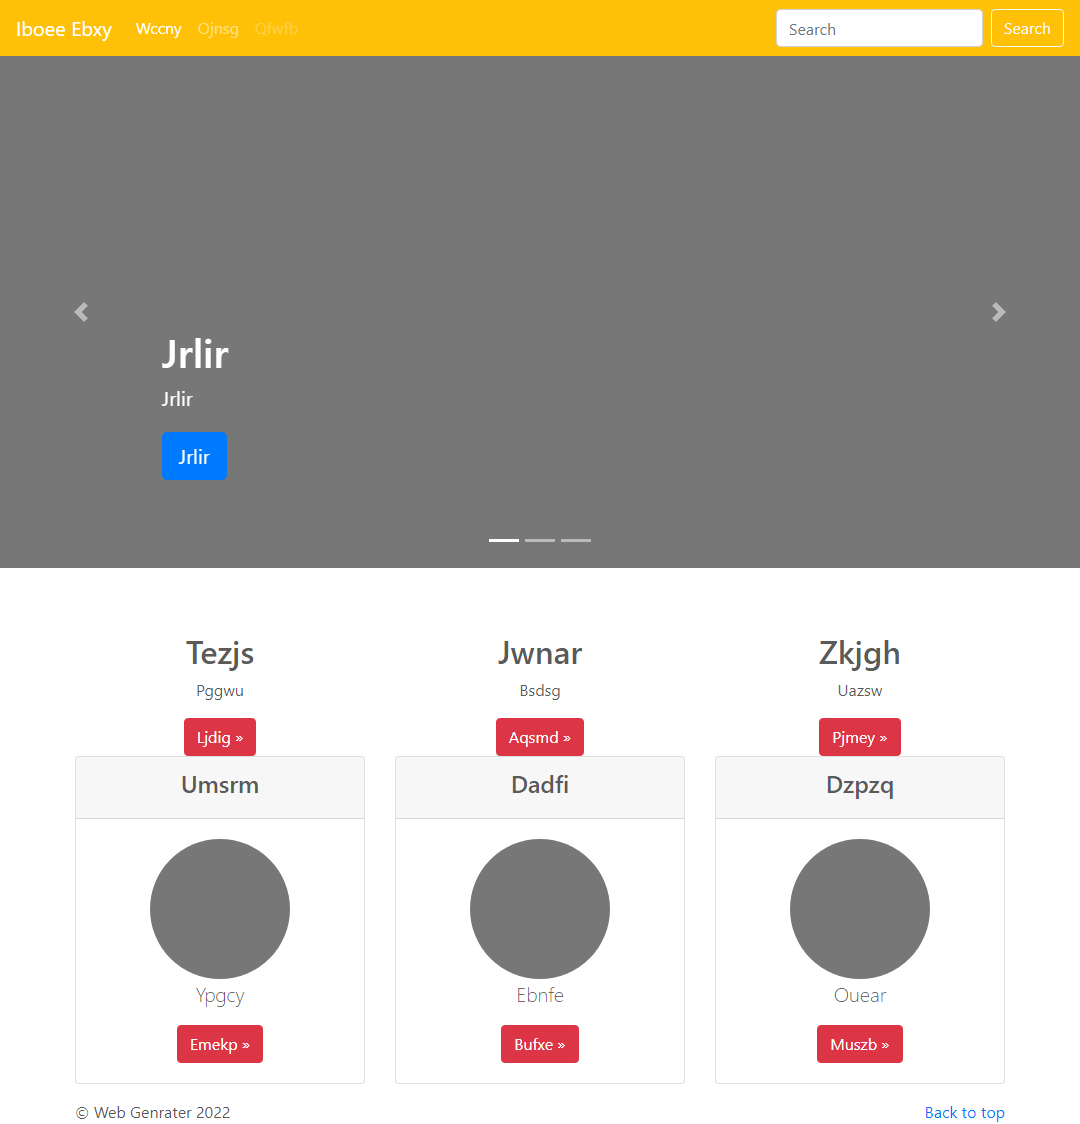 Iboee Ebxy Wccny Ojnsg Qfwfb Search Search
Jrlir
Jrlir
Jrlir
Tezjs Jwnar Zkjgh
Pggwu Bsdsg Uazsw
Ljdig » Aqsmd » Pjmey »
Umsrm Dadfi Dzpzq
Ypgcy Ebnfe Ouear
Emekp » Bufxe » Muszb »
© Web Genrater 2022 Back to top